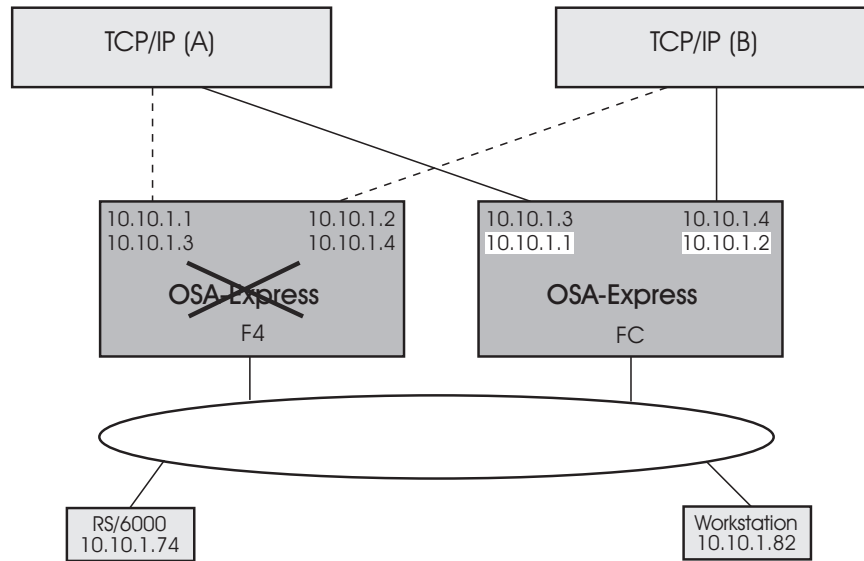 TCP/IP (A)
TCP/IP (B)
10.10.1.1
10.10.1.2
10.10.1.3
10.10.1.4
OSA-Express
F4
10.10.1.3
10.10.1.4
10.10.1.1
10.10.1.2
OSA-Express
FC
RS/6000
10.10.1.74
Workstation
10.10.1.82